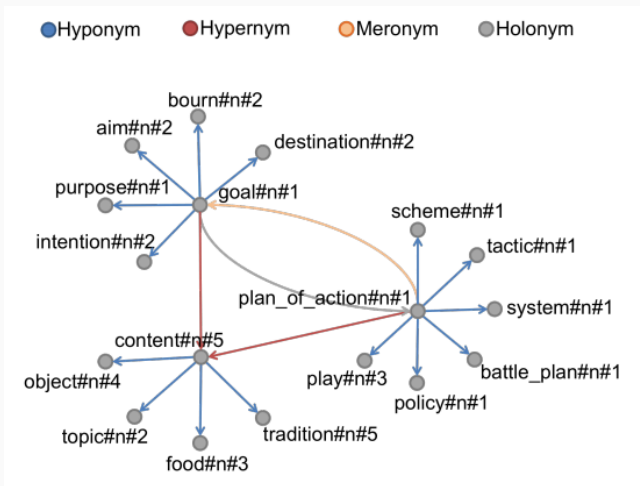 Hyponym Hypernym Meronym Holonym
bourn#n#2
aim#n#2
destination#n#2
purpose#n#1
goal#n#1
scheme#n#1
intention#n#2
tactic#n#1
plan_of_action#n#1
system#n#1
content#n#5
object#n#4
play#n#3
battle_plan#n#1
policy#n#1
topic#n#2
tradition#n#5
food#n#3